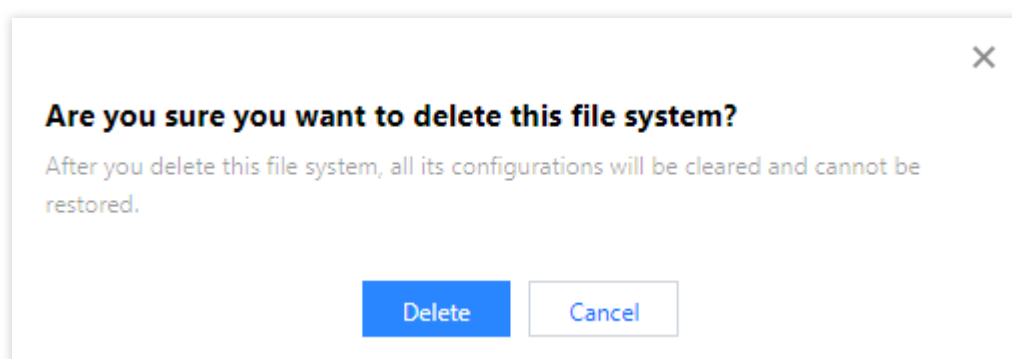 Are you sure you want to delete this file system?
After you delete this file system, all its configurations will be cleared and cannot be
restored.
Delete
Cancel